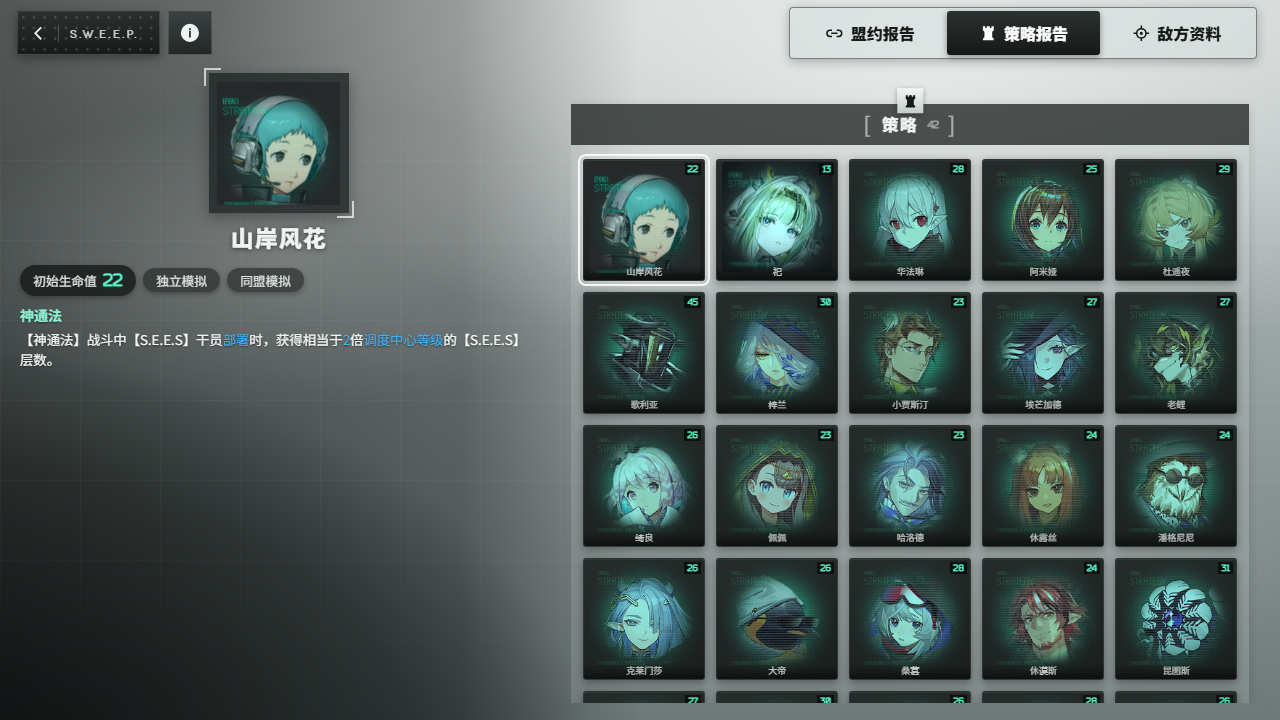 S.W.E.E.P.
盟约报告
策略报告
敌方资料
山岸风花
初始生命值 22
独立模拟
同盟模拟
神通法
【神通法】战斗中【S.E.E.S】干员部署时，获得相当于2倍调度中心等级的【S.E.E.S】
层数。
[ 策略 42 ]
22
山岸风花
13
祀
28
华法琳
25
阿米娅
29
杜遥夜
45
歌利亚
30
梓兰
23
小贾斯汀
27
埃芒加德
27
老鲤
26
绮良
23
佩佩
23
哈洛德
24
休露丝
24
潘格尼尼
26
克莱门莎
26
大帝
28
桑葚
24
休谟斯
31
昆图斯
27
30
26
28
26